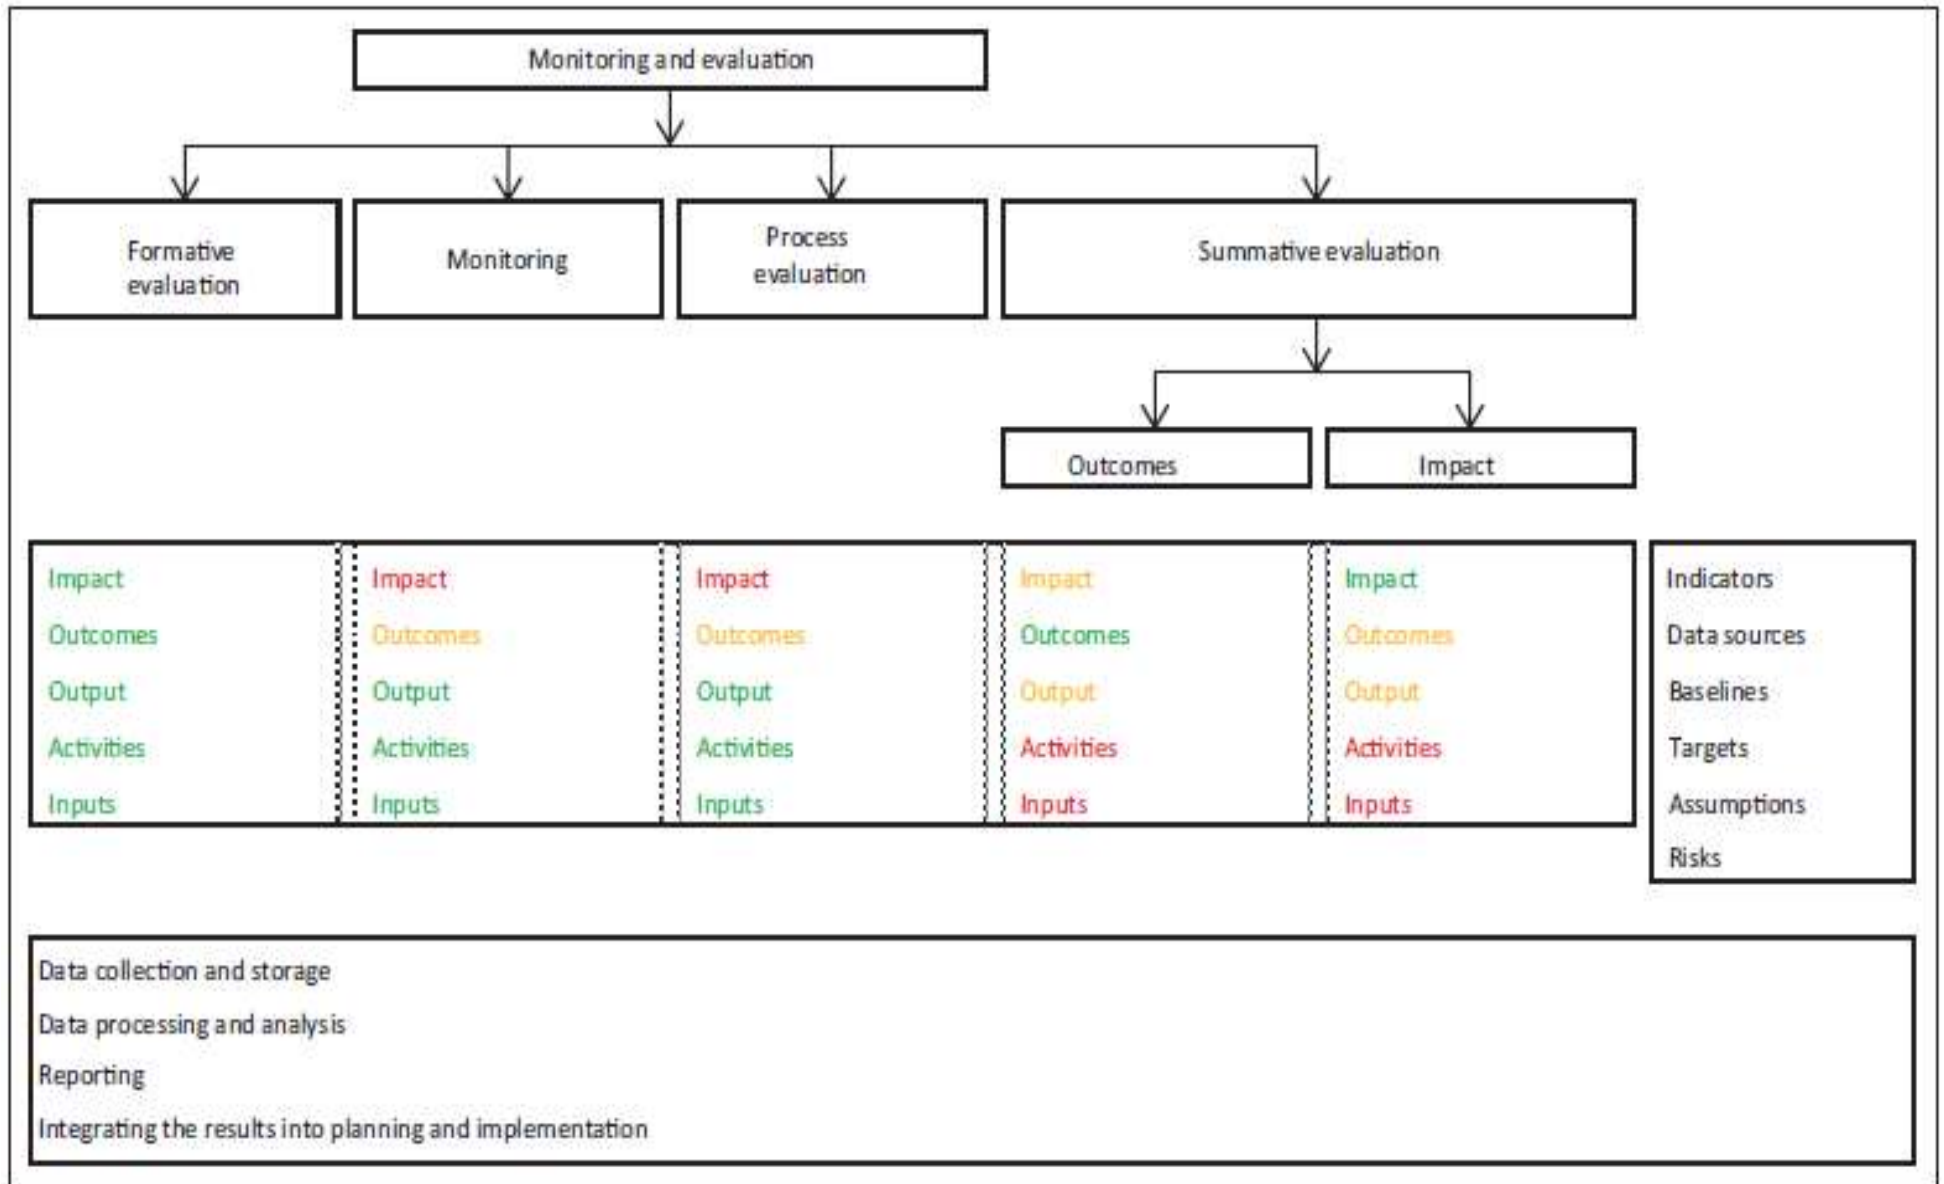 Monitoring and evaluation
Formative
evaluation
Monitoring
Process
evaluation
Summative evaluation
Outcomes
Impact
Impact
Outcomes
Output
Activities
Inputs
Impact
Outcomes
Output
Activities
Inputs
Impact
Outcomes
Output
Activities
Inputs
Impact
Outcomes
Output
Activities
Inputs
Impact
Outcomes
Output
Activities
Inputs
Indicators
Data sources
Baselines
Targets
Assumptions
Risks
Data collection and storage
Data processing and analysis
Reporting
Integrating the results into planning and implementation